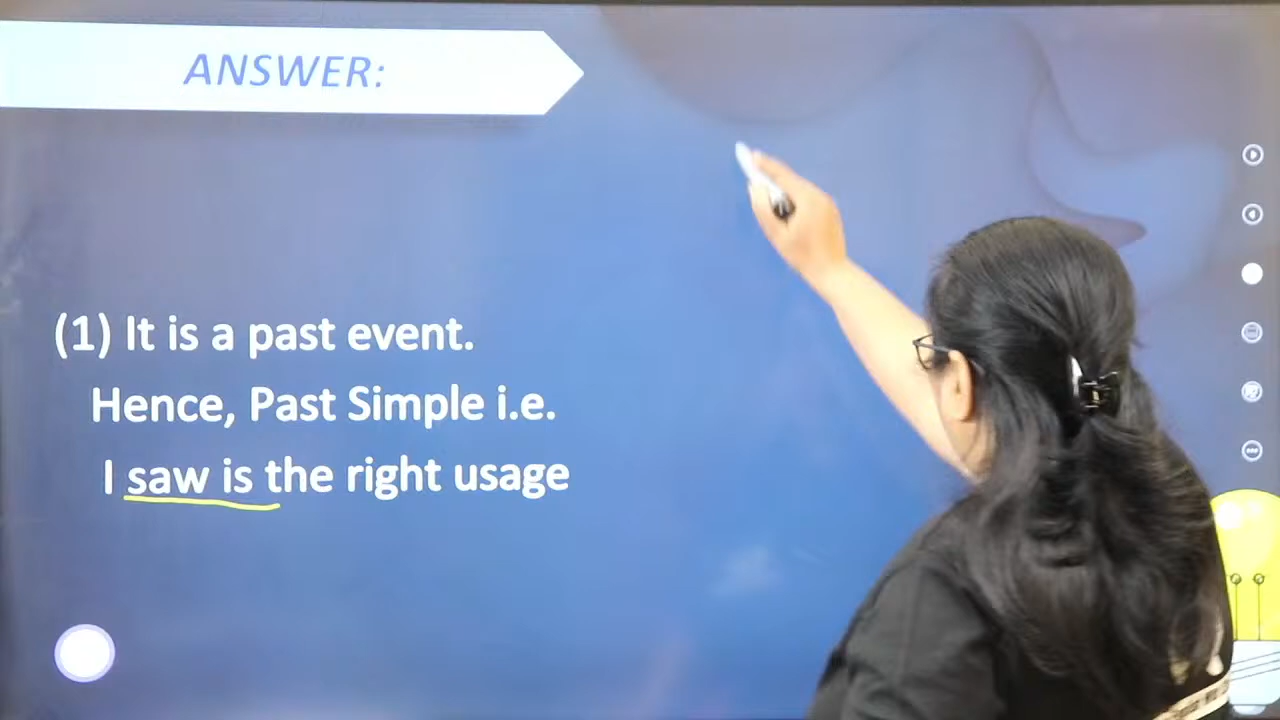 ANSWER:
(1) It is a past event.
Hence, Past Simple i.e.
I saw is the right usage